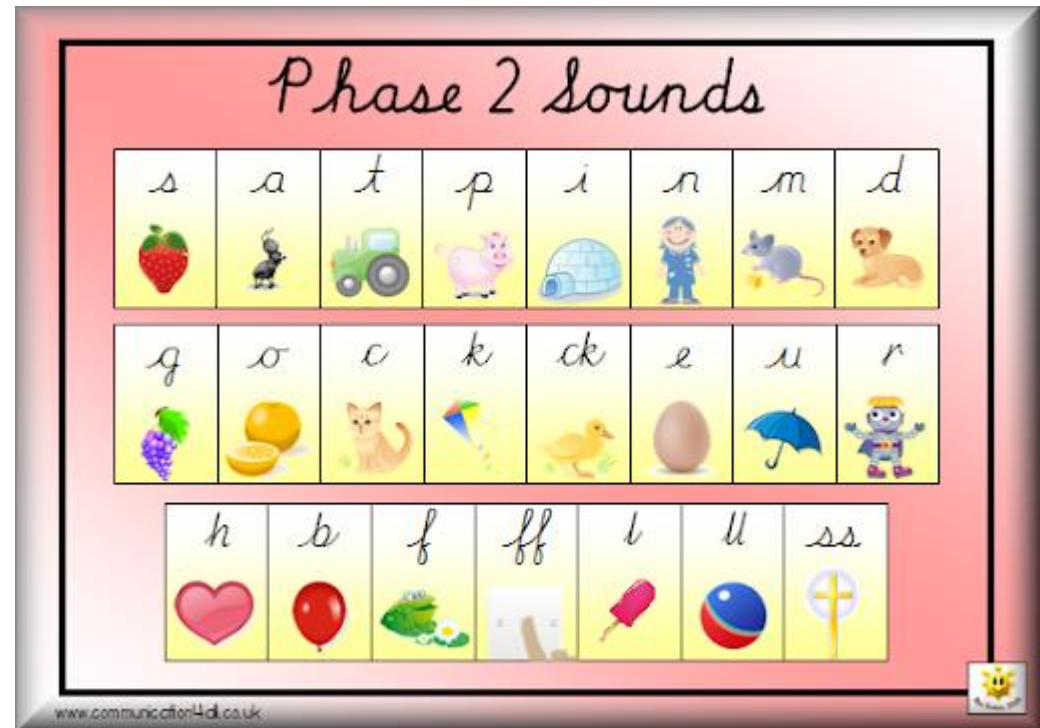 Phase 2 Sounds
s a t p i n m d
g o c k ck e u r
h b f ff l ll ss
www.communication4all.co.uk